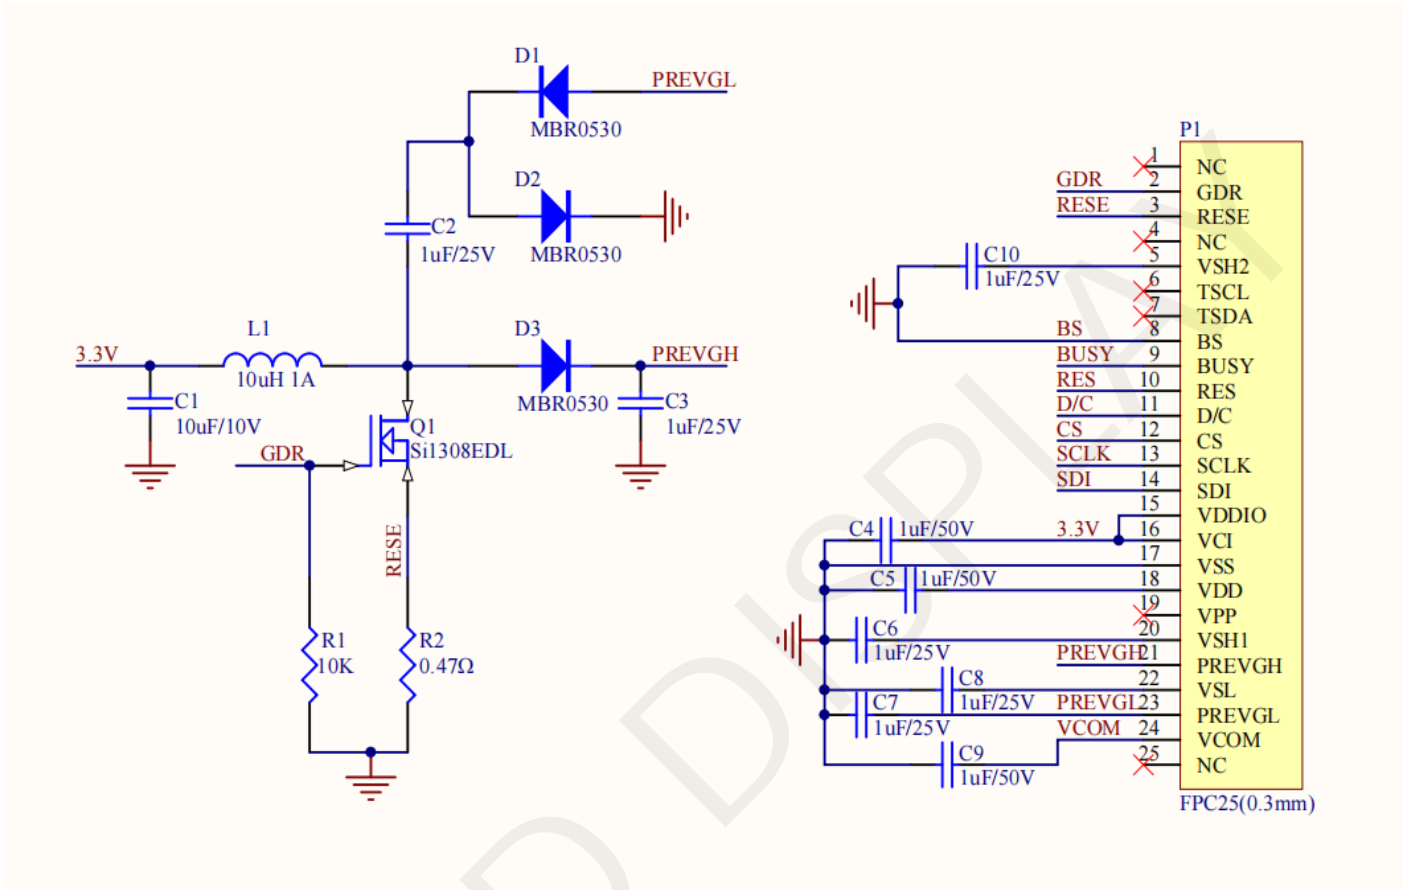 D1
PREVGL
MBR0530
D2
C2
1uF/25V
MBR0530
L1
D3
3.3V
PREVGH
10uH 1A
C1
10uF/10V
MBR0530
C3
1uF/25V
Q1
Si1308EDL
GDR
RESE
R1
10K
R2
0.47Ω
P1
1 NC
GDR 2 GDR
RESE 3 RESE
4 NC
C10
1uF/25V
5 VSH2
6 TSCL
7 TSDA
BS 8 BS
BUSY 9 BUSY
RES 10 RES
D/C 11 D/C
CS 12 CS
SCLK 13 SCLK
SDI 14 SDI
15 VDDIO
C4 1uF/50V 3.3V 16 VCI
17 VSS
C5 1uF/50V 18 VDD
19 VPP
C6
1uF/25V
20 VSH1
PREVGH 21 PREVGH
C8
1uF/25V
22 VSL
C7
1uF/25V
PREVGL 23 PREVGL
VCOM 24 VCOM
C9
1uF/50V
25 NC
FPC25(0.3mm)
D DISPLAY